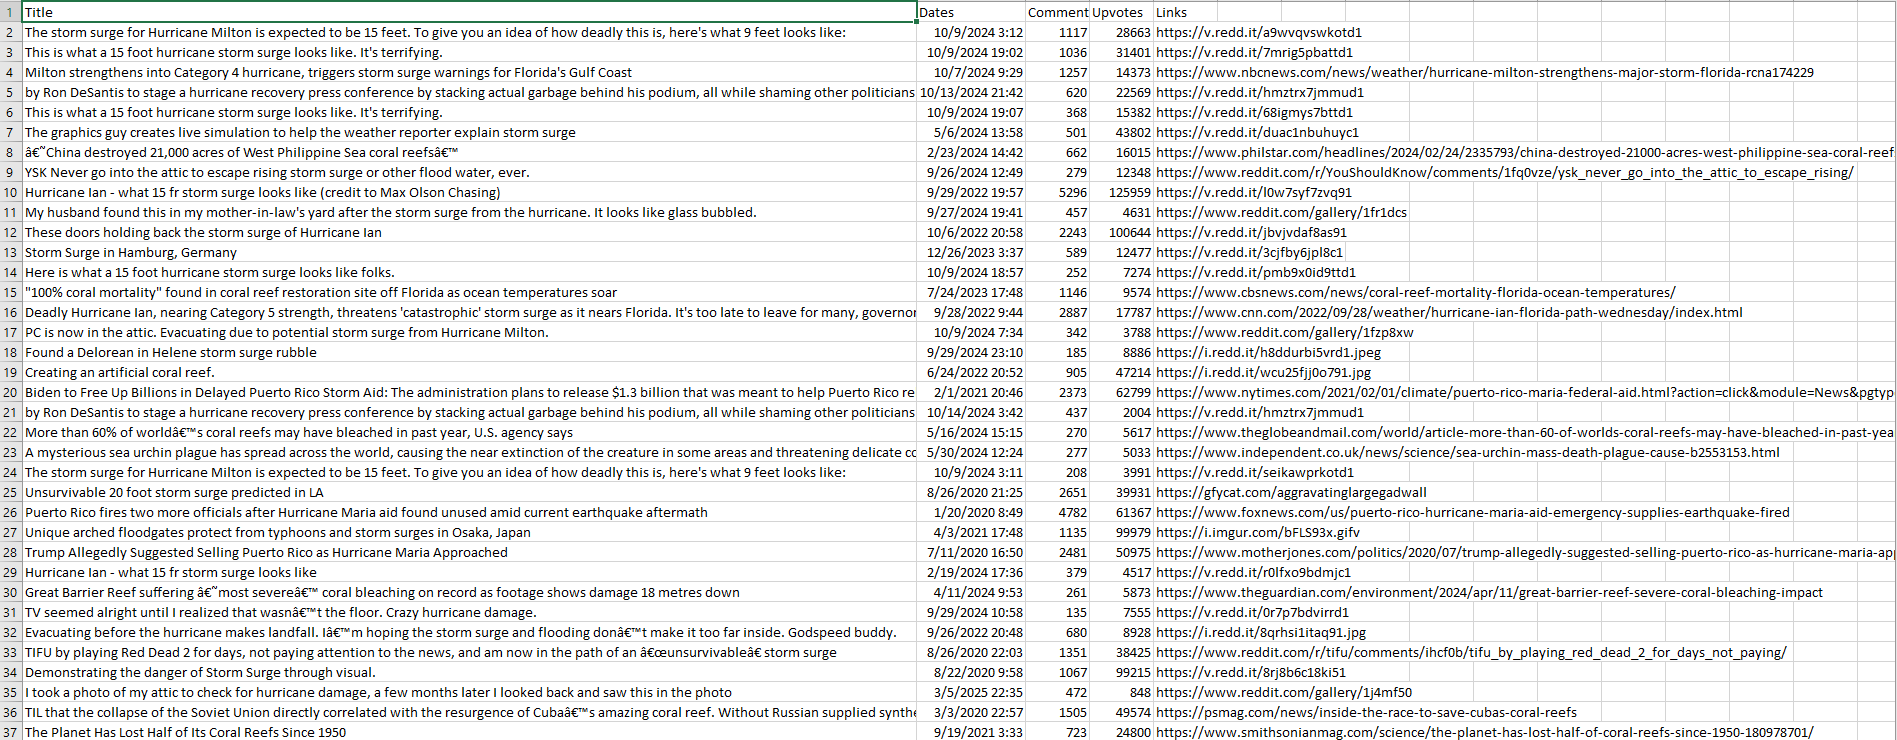 1 Title Dates Comment Upvotes Links
2 The storm surge for Hurricane Milton is expected to be 15 feet. To give you an idea of how deadly this is, here's what 9 feet looks like: 10/9/2024 3:12 1117 28663 https://v.redd.it/a9wvqvswkotd1
3 This is what a 15 foot hurricane storm surge looks like. It's terrifying. 10/9/2024 19:02 1036 31401 https://v.redd.it/7mrig5pbattd1
4 Milton strengthens into Category 4 hurricane, triggers storm surge warnings for Florida's Gulf Coast 10/7/2024 9:29 1257 14373 https://www.nbcnews.com/news/weather/hurricane-milton-strengthens-major-storm-florida-rcna174229
5 by Ron DeSantis to stage a hurricane recovery press conference by stacking actual garbage behind his podium, all while shaming other politicians 10/13/2024 21:42 620 22569 https://v.redd.it/hmztrx7jmmud1
6 This is what a 15 foot hurricane storm surge looks like. It's terrifying. 10/9/2024 19:07 368 15382 https://v.redd.it/68igmys7bttd1
7 The graphics guy creates live simulation to help the weather reporter explain storm surge 5/6/2024 13:58 501 43802 https://v.redd.it/duac1nbuhuyc1
8 â€˜China destroyed 21,000 acres of West Philippine Sea coral reefsâ€™ 2/23/2024 14:42 662 16015 https://www.philstar.com/headlines/2024/02/24/2335793/china-destroyed-21000-acres-west-philippine-sea-coral-reef
9 YSK Never go into the attic to escape rising storm surge or other flood water, ever. 9/26/2024 12:49 279 12348 https://www.reddit.com/r/YouShouldKnow/comments/1fq0vze/ysk_never_go_into_the_attic_to_escape_rising/
10 Hurricane Ian - what 15 fr storm surge looks like (credit to Max Olson Chasing) 9/29/2022 19:57 5296 125959 https://v.redd.it/l0w7syf7zvq91
11 My husband found this in my mother-in-law's yard after the storm surge from the hurricane. It looks like glass bubbled. 9/27/2024 19:41 457 4631 https://www.reddit.com/gallery/1fr1dcs
12 These doors holding back the storm surge of Hurricane Ian 10/6/2022 20:58 2243 100644 https://v.redd.it/jbvjvdaf8as91
13 Storm Surge in Hamburg, Germany 12/26/2023 3:37 589 12477 https://v.redd.it/3cjfby6jpl8c1
14 Here is what a 15 foot hurricane storm surge looks like folks. 10/9/2024 18:57 252 7274 https://v.redd.it/pmb9x0id9ttd1
15 "100% coral mortality" found in coral reef restoration site off Florida as ocean temperatures soar 7/24/2023 17:48 1146 9574 https://www.cbsnews.com/news/coral-reef-mortality-florida-ocean-temperatures/
16 Deadly Hurricane Ian, nearing Category 5 strength, threatens 'catastrophic' storm surge as it nears Florida. It's too late to leave for many, governor 9/28/2022 9:44 2887 17787 https://www.cnn.com/2022/09/28/weather/hurricane-ian-florida-path-wednesday/index.html
17 PC is now in the attic. Evacuating due to potential storm surge from Hurricane Milton. 10/9/2024 7:34 342 3788 https://www.reddit.com/gallery/1fzp8xw
18 Found a Delorean in Helene storm surge rubble 9/29/2024 23:10 185 8886 https://i.redd.it/h8ddurbi5vrd1.jpeg
19 Creating an artificial coral reef. 6/24/2022 20:52 905 47214 https://i.redd.it/wcu25fjj0o791.jpg
20 Biden to Free Up Billions in Delayed Puerto Rico Storm Aid: The administration plans to release $1.3 billion that was meant to help Puerto Rico re 2/1/2021 20:46 2373 62799 https://www.nytimes.com/2021/02/01/climate/puerto-rico-maria-federal-aid.html?action=click&module=News&pgtyp
21 by Ron DeSantis to stage a hurricane recovery press conference by stacking actual garbage behind his podium, all while shaming other politicians 10/14/2024 3:42 437 2004 https://v.redd.it/hmztrx7jmmud1
22 More than 60% of worldâ€™s coral reefs may have bleached in past year, U.S. agency says 5/16/2024 15:15 270 5617 https://www.theglobeandmail.com/world/article-more-than-60-of-worlds-coral-reefs-may-have-bleached-in-past-yea
23 A mysterious sea urchin plague has spread across the world, causing the near extinction of the creature in some areas and threatening delicate cc 5/30/2024 12:24 277 5033 https://www.independent.co.uk/news/science/sea-urchin-mass-death-plague-cause-b2553153.html
24 The storm surge for Hurricane Milton is expected to be 15 feet. To give you an idea of how deadly this is, here's what 9 feet looks like: 10/9/2024 3:11 208 3991 https://v.redd.it/seikawprkotd1
25 Unsurvivable 20 foot storm surge predicted in LA 8/26/2020 21:25 2651 39931 https://gfycat.com/aggravatinglargegadwall
26 Puerto Rico fires two more officials after Hurricane Maria aid found unused amid current earthquake aftermath 1/20/2020 8:49 4782 61367 https://www.foxnews.com/us/puerto-rico-hurricane-maria-aid-emergency-supplies-earthquake-fired
27 Unique arched floodgates protect from typhoons and storm surges in Osaka, Japan 4/3/2021 17:48 1135 99979 https://i.imgur.com/bFLS93x.gifv
28 Trump Allegedly Suggested Selling Puerto Rico as Hurricane Maria Approached 7/11/2020 16:50 2481 50975 https://www.motherjones.com/politics/2020/07/trump-allegedly-suggested-selling-puerto-rico-as-hurricane-maria-ap
29 Hurricane Ian - what 15 fr storm surge looks like 2/19/2024 17:36 379 4517 https://v.redd.it/r0lfxo9bdmjc1
30 Great Barrier Reef suffering â€˜most severeâ€™ coral bleaching on record as footage shows damage 18 metres down 4/11/2024 9:53 261 5873 https://www.theguardian.com/environment/2024/apr/11/great-barrier-reef-severe-coral-bleaching-impact
31 TV seemed alright until I realized that wasnâ€™t the floor. Crazy hurricane damage. 9/29/2024 10:58 135 7555 https://v.redd.it/0r7p7bdvirrd1
32 Evacuating before the hurricane makes landfall. Iâ€™m hoping the storm surge and flooding donâ€™t make it too far inside. Godspeed buddy. 9/26/2022 20:48 680 8928 https://i.redd.it/8qrhsi1itaq91.jpg
33 TIFU by playing Red Dead 2 for days, not paying attention to the news, and am now in the path of an â€œunsurvivableâ€ storm surge 8/26/2020 22:03 1351 38425 https://www.reddit.com/r/tifu/comments/ihcf0b/tifu_by_playing_red_dead_2_for_days_not_paying/
34 Demonstrating the danger of Storm Surge through visual. 8/22/2020 9:58 1067 99215 https://v.redd.it/8rj8b6c18ki51
35 I took a photo of my attic to check for hurricane damage, a few months later I looked back and saw this in the photo 3/5/2025 22:35 472 848 https://www.reddit.com/gallery/1j4mf50
36 TIL that the collapse of the Soviet Union directly correlated with the resurgence of Cubaâ€™s amazing coral reef. Without Russian supplied synthe 3/3/2020 22:57 1505 49574 https://psmag.com/news/inside-the-race-to-save-cubas-coral-reefs
37 The Planet Has Lost Half of Its Coral Reefs Since 1950 9/19/2021 3:33 723 24800 https://www.smithsonianmag.com/science/the-planet-has-lost-half-of-coral-reefs-since-1950-180978701/